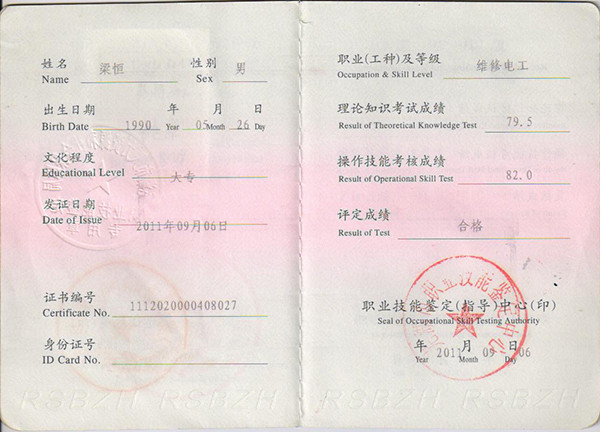 姓名 梁恒 性别 男
Name Sex
出生日期 年 月 日
Birth Date 1990 Year 05 Month 26 Day
文化程度
Educational Level 大专
发证日期
Date of Issue 2011年09月06日
证书编号
Certificate No. 1112020000408027
身份证号
ID Card No.
职业(工种)及等级 维修电工
Occupation & Skill Level
理论知识考试成绩
Result of Theoretical Knowledge Test 79.5
操作技能考核成绩
Result of Operational Skill Test 82.0
评定成绩
Result of Test 合格
职业技能鉴定(指导)中心(印)
Seal of Occupational Skill Testing Authority
年 月 日
2011 09 06
Year Month Day
RSBZH RSBZH RSBZH RSBZH